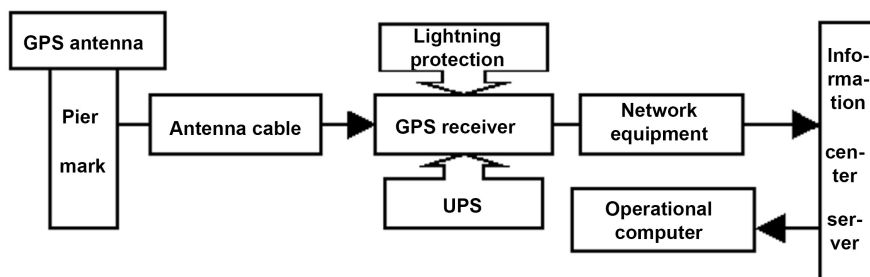 GPS antenna
Pier
mark
Antenna cable
Lightning
protection
GPS receiver
UPS
Network
equipment
Operational
computer
Info-
rma-
tion
cen-
ter
ser-
ver